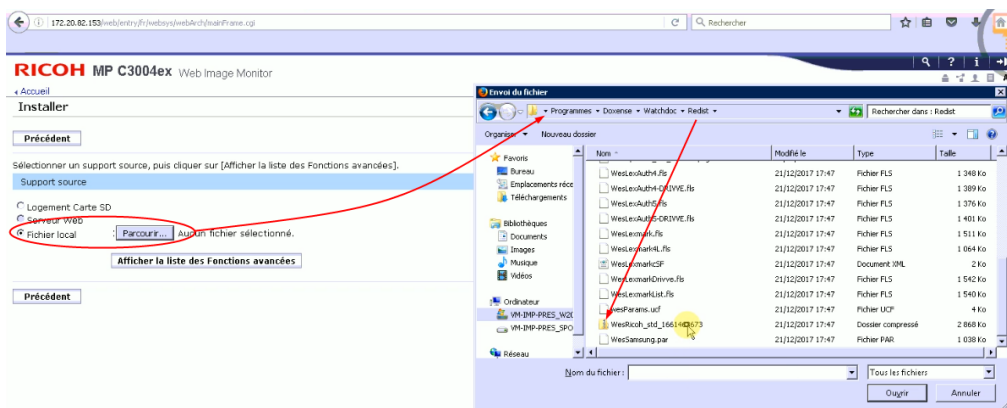 172.20.82.153/web/entry/fr/websys/webArch/mainFrame.cgi
Rechercher
RICOH MP C3004ex Web Image Monitor
Accueil
Installer
Précédent
Sélectionner un support source, puis cliquer sur [Afficher la liste des Fonctions avancées].
Support source
Logement Carte SD
Serveur Web
Fichier local : Parcourir... Aucun fichier sélectionné.
Afficher la liste des Fonctions avancées
Précédent
Envoi du fichier
Programmes Doxense Watchdoc Redist
Rechercher dans : Redist
Organiser Nouveau dossier
Favoris
Bureau
Emplacements réce
Téléchargements
Bibliothèques
Documents
Images
Musique
Vidéos
Ordinateur
VM-IMP-PRES_W2
VM-IMP-PRES_SPO
Réseau
Nom Modifié le Type Taille
WesLexAuth4.fls 21/12/2017 17:47 Fichier FLS 1 348 Ko
WesLexAuth4-DRIVVE.fls 21/12/2017 17:47 Fichier FLS 1 389 Ko
WesLexAuth5.fls 21/12/2017 17:47 Fichier FLS 1 376 Ko
WesLexAuth5-DRIVVE.fls 21/12/2017 17:47 Fichier FLS 1 401 Ko
WesLexmark.fls 21/12/2017 17:47 Fichier FLS 1 511 Ko
WesLexmark4L.fls 21/12/2017 17:47 Fichier FLS 1 064 Ko
WesLexmarkcSF 21/12/2017 17:47 Document XML 2 Ko
WesLexmarkDrivve.fls 21/12/2017 17:47 Fichier FLS 1 542 Ko
WesLexmarkList.fls 21/12/2017 17:47 Fichier FLS 1 540 Ko
wesParams.ucf 21/12/2017 17:47 Fichier UCF 4 Ko
21/12/2017 17:47 Dossier compressé 2 868 Ko
WesSamsung.par 21/12/2017 17:47 Fichier PAR 1 038 Ko
Nom du fichier : Tous les fichiers
Ouvrir Annuler